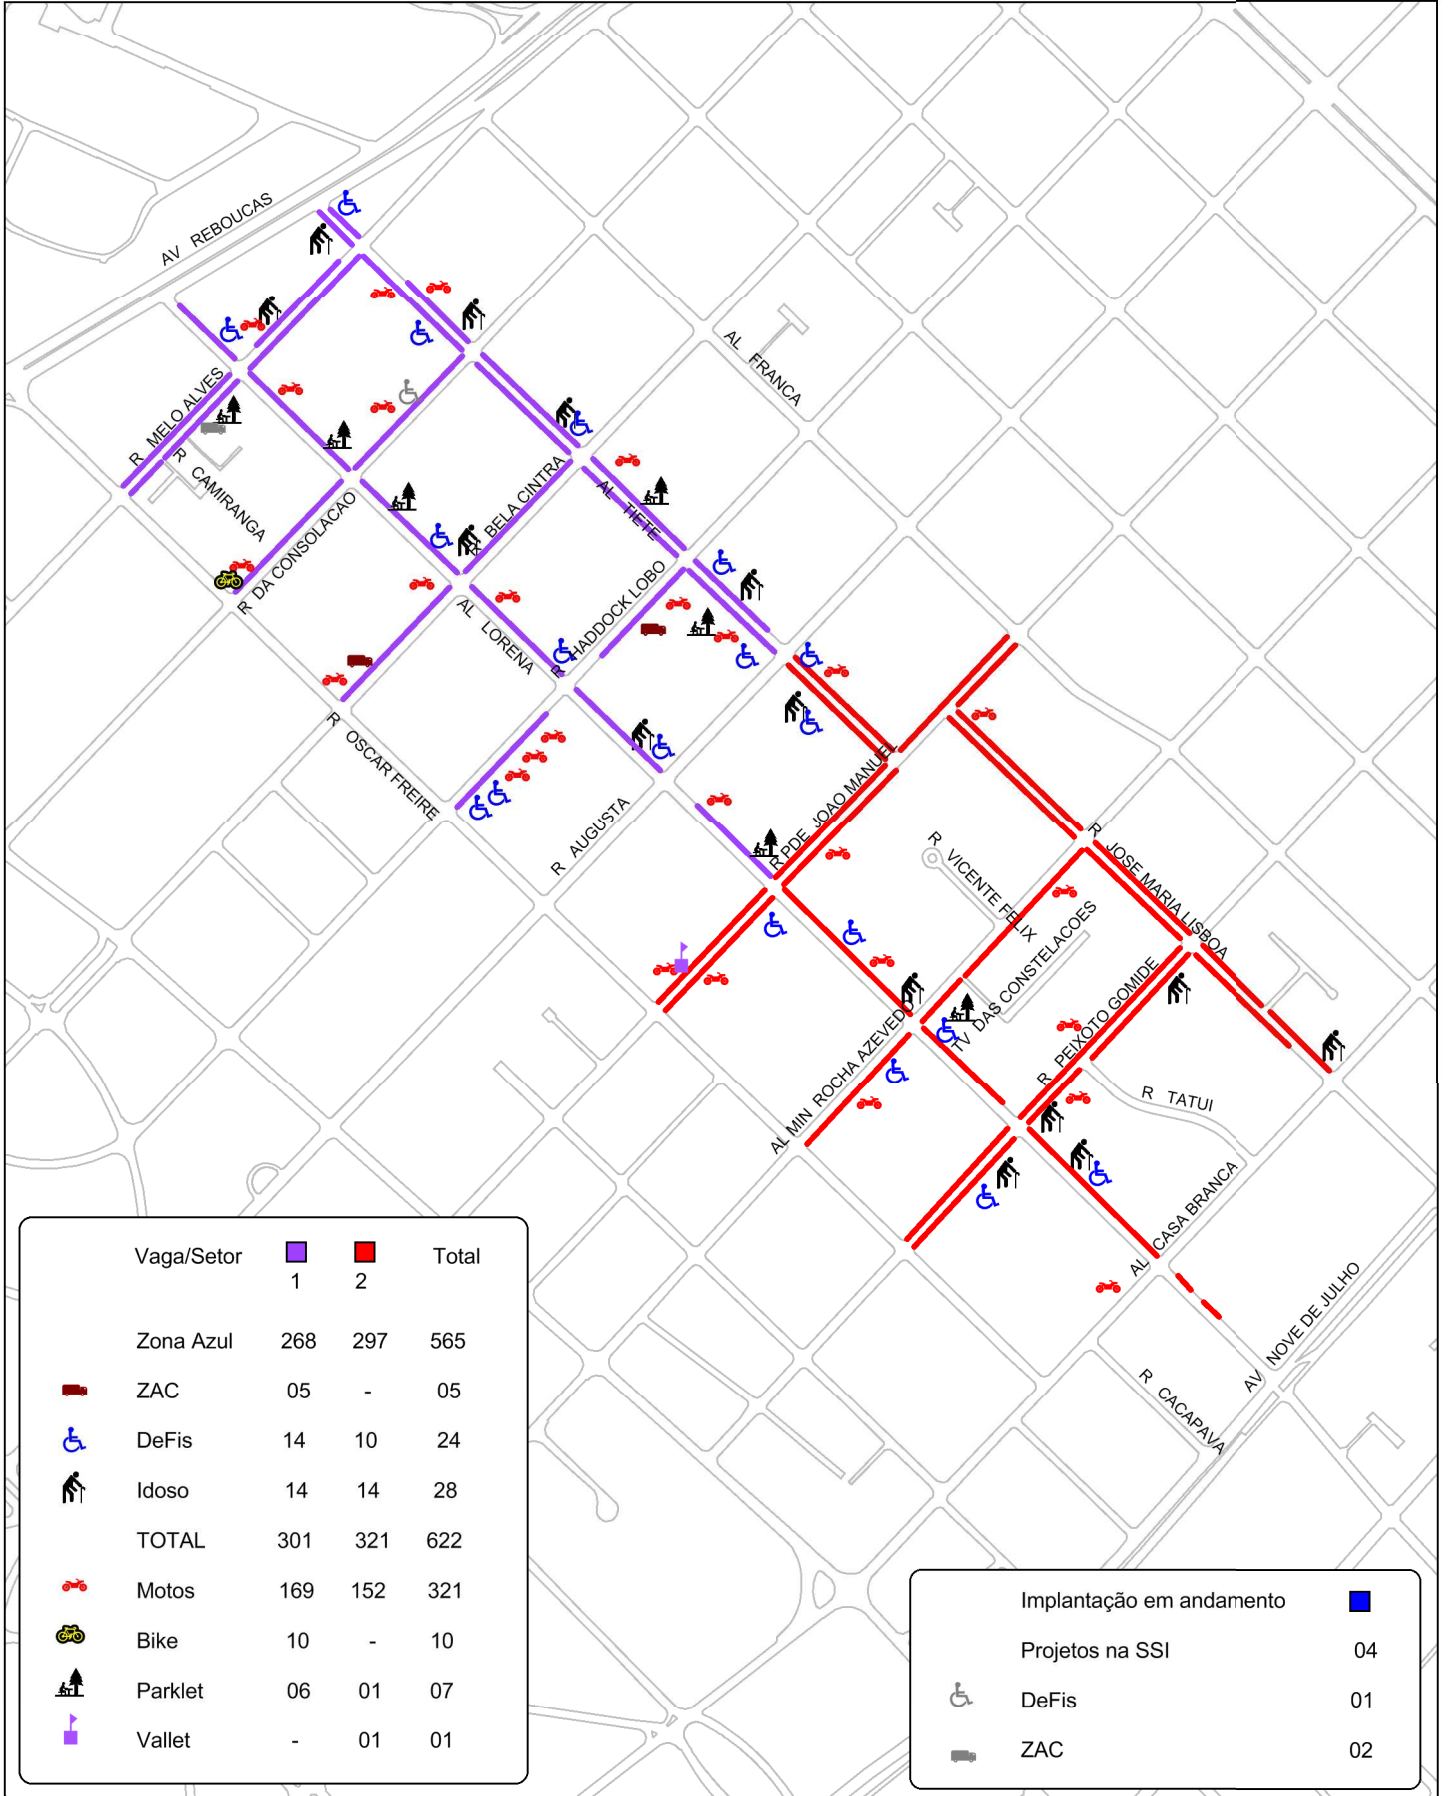 AV REBOUCAS
AL FRANCA
R MELO ALVES
R CAMIRANGA
R DA CONSOLACAO
R BELA CINTRA
AL TIETE
R HADDOCK LOBO
AL LORENA
R OSCAR FREIRE
R AUGUSTA
R PDE JOAO MANUEL
R VICENTE FELIX
R JOSE MARIA LISBOA
TV DAS CONSTELACOES
R PEIXOTO GOMIDE
AL MIN ROCHA AZEVEDO
R TATUI
AL CASA BRANCA
AV NOVE DE JULHO
R CACAPAVA
Vaga/Setor 1 2 Total
Zona Azul 268 297 565
ZAC 05 - 05
DeFis 14 10 24
Idoso 14 14 28
TOTAL 301 321 622
Motos 169 152 321
Bike 10 - 10
Parklet 06 01 07
Vallet - 01 01
Implantação em andamento
Projetos na SSI 04
DeFis 01
ZAC 02